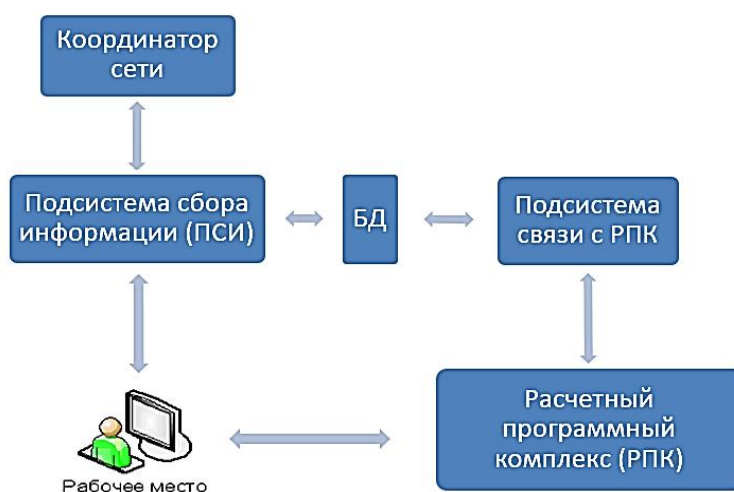 Координатор
сети
Подсистема сбора
информации (ПСИ)
БД
Подсистема
связи с РПК
Расчетный
программный
комплекс (РПК)
Рабочее место